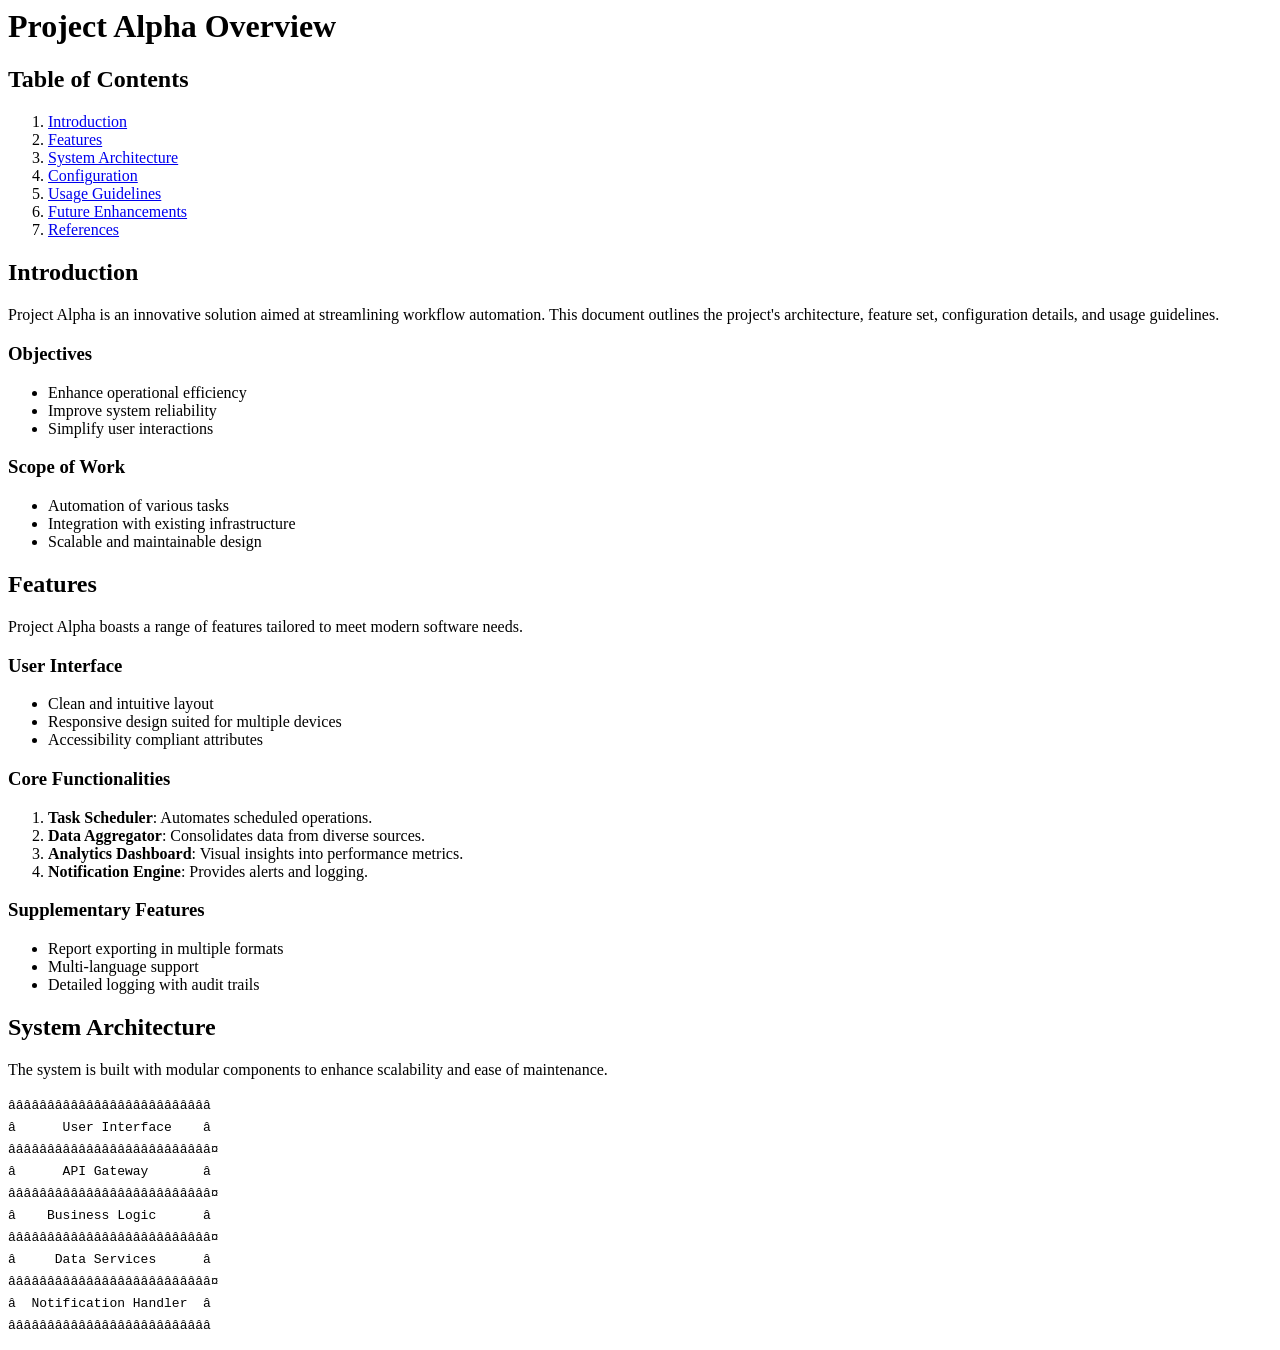 Project Alpha Overview
Table of Contents
1. Introduction
2. Features
3. System Architecture
4. Configuration
5. Usage Guidelines
6. Future Enhancements
7. References
Introduction
Project Alpha is an innovative solution aimed at streamlining workflow automation. This document outlines the project's architecture, feature set, configuration details, and usage guidelines.
Objectives
• Enhance operational efficiency
• Improve system reliability
• Simplify user interactions
Scope of Work
• Automation of various tasks
• Integration with existing infrastructure
• Scalable and maintainable design
Features
Project Alpha boasts a range of features tailored to meet modern software needs.
User Interface
• Clean and intuitive layout
• Responsive design suited for multiple devices
• Accessibility compliant attributes
Core Functionalities
1. Task Scheduler: Automates scheduled operations.
2. Data Aggregator: Consolidates data from diverse sources.
3. Analytics Dashboard: Visual insights into performance metrics.
4. Notification Engine: Provides alerts and logging.
Supplementary Features
• Report exporting in multiple formats
• Multi-language support
• Detailed logging with audit trails
System Architecture
The system is built with modular components to enhance scalability and ease of maintenance.
ââââââââââââââââââââââââââ
â      User Interface    â
ââââââââââââââââââââââââââ¤
â      API Gateway       â
ââââââââââââââââââââââââââ¤
â    Business Logic      â
ââââââââââââââââââââââââââ¤
â     Data Services      â
ââââââââââââââââââââââââââ¤
â  Notification Handler  â
ââââââââââââââââââââââââââ